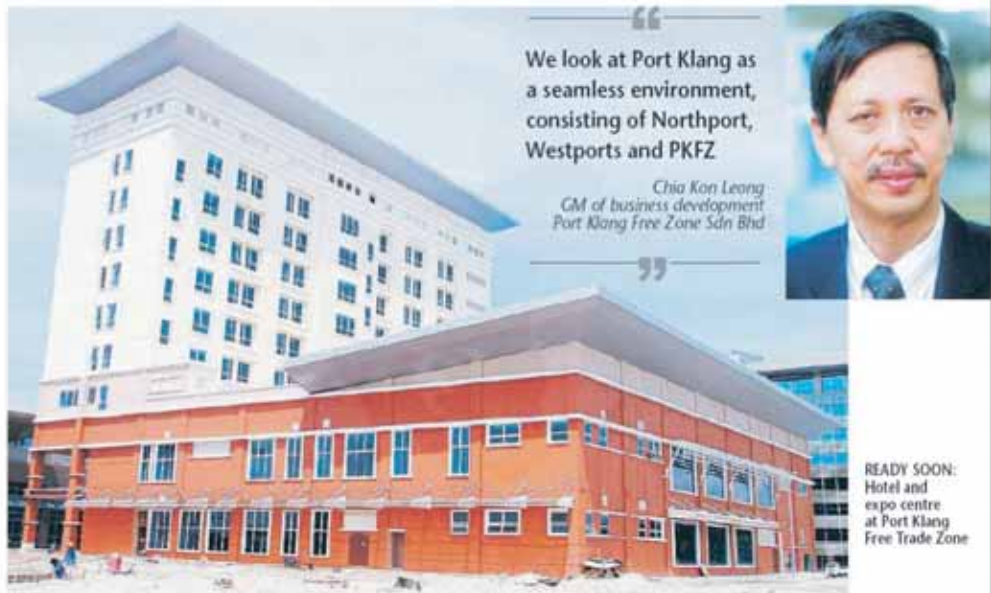 “
We look at Port Klang as
a seamless environment,
consisting of Northport,
Westports and PKFZ
Chia Kon Leong
GM of business development
Port Klang Free Zone Sdn Bhd
”
READY SOON:
Hotel and
expo centre
at Port Klang
Free Trade Zone